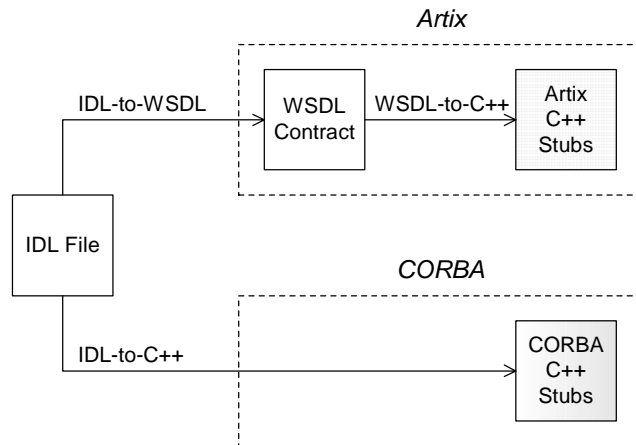 Artix
IDL-to-WSDL
WSDL
Contract
WSDL-to-C++
Artix
C++
Stubs
IDL File
CORBA
IDL-to-C++
CORBA
C++
Stubs